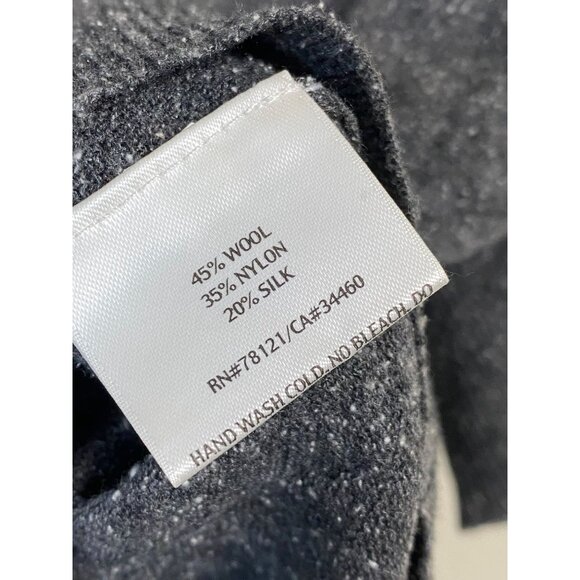 45% WOOL
35% NYLON
20% SILK
RN#78121/CA#34460
HAND WASH COLD, NO BLEACH, DO